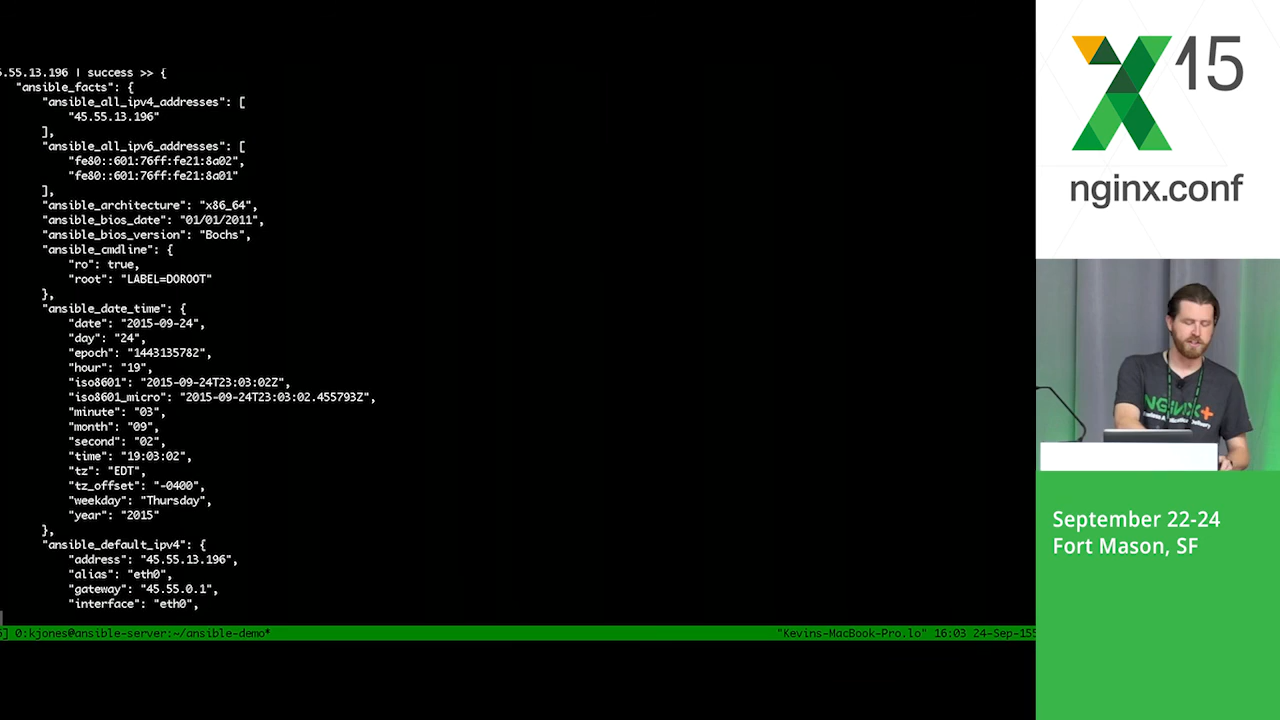 5.55.13.196 | success >> {
"ansible_facts": {
"ansible_all_ipv4_addresses": [
"45.55.13.196"
],
"ansible_all_ipv6_addresses": [
"fe80::601:76ff:fe21:8a02",
"fe80::601:76ff:fe21:8a01"
],
"ansible_architecture": "x86_64",
"ansible_bios_date": "01/01/2011",
"ansible_bios_version": "Bochs",
"ansible_cmdline": {
"ro": true,
"root": "LABEL=DOROOT"
},
"ansible_date_time": {
"date": "2015-09-24",
"day": "24",
"epoch": "1443135782",
"hour": "19",
"iso8601": "2015-09-24T23:03:02Z",
"iso8601_micro": "2015-09-24T23:03:02.455793Z",
"minute": "03",
"month": "09",
"second": "02",
"time": "19:03:02",
"tz": "EDT",
"tz_offset": "-0400",
"weekday": "Thursday",
"year": "2015"
},
"ansible_default_ipv4": {
"address": "45.55.13.196",
"alias": "eth0",
"gateway": "45.55.0.1",
"interface": "eth0",
] 0:kjones@ansible-server:~/ansible-demo* "Kevins-MacBook-Pro.lo" 16:03 24-Sep-155
15
nginx.conf
NGINX+
September 22-24
Fort Mason, SF